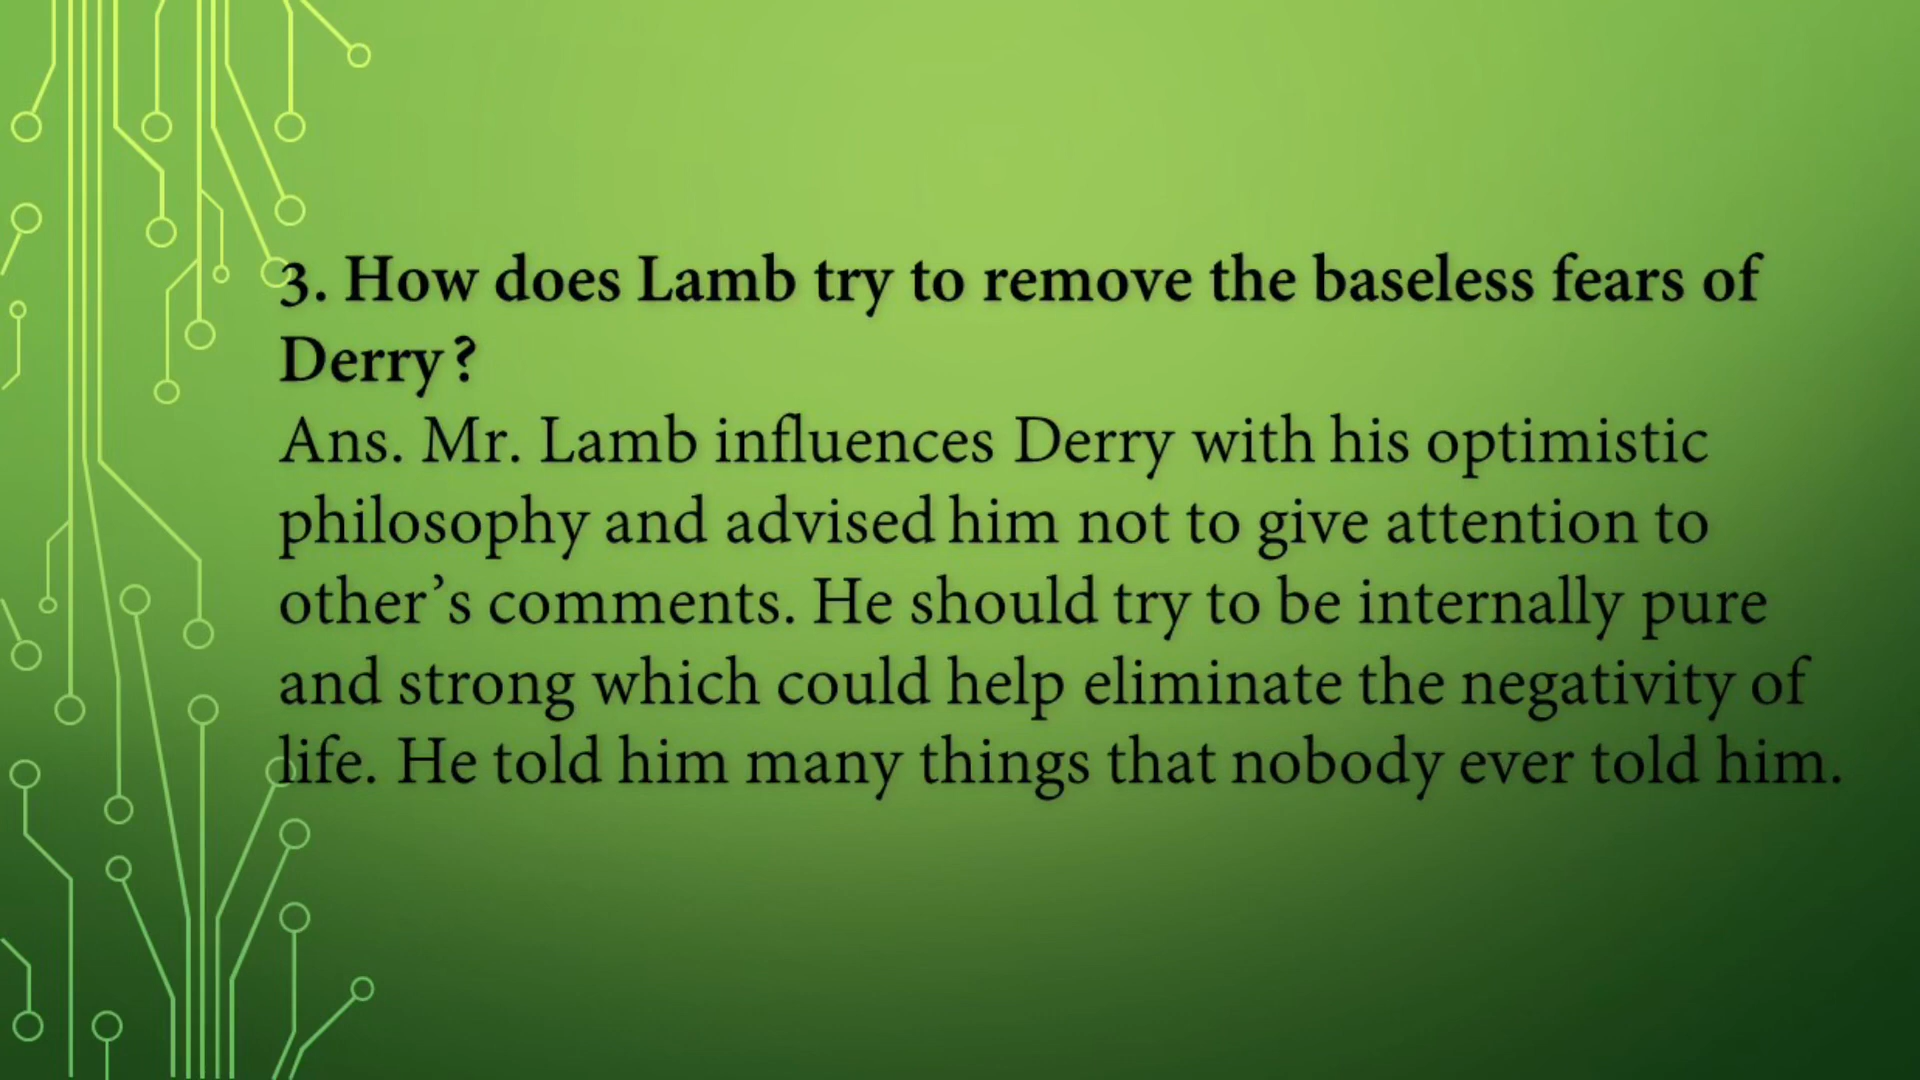 3. How does Lamb try to remove the baseless fears of
Derry?
Ans. Mr. Lamb influences Derry with his optimistic
philosophy and advised him not to give attention to
other’s comments. He should try to be internally pure
and strong which could help eliminate the negativity of
life. He told him many things that nobody ever told him.